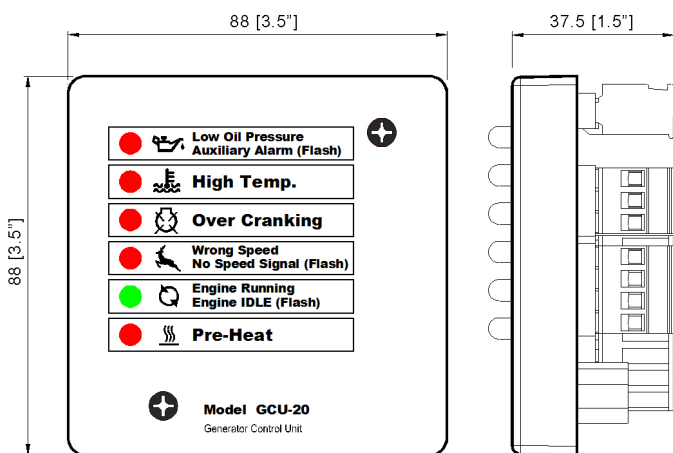 88 [3.5"]
37.5 [1.5"]
88 [3.5"]
Low Oil Pressure
Auxiliary Alarm (Flash)
High Temp.
Over Cranking
Wrong Speed
No Speed Signal (Flash)
Engine Running
Engine IDLE (Flash)
Pre-Heat
Model GCU-20
Generator Control Unit